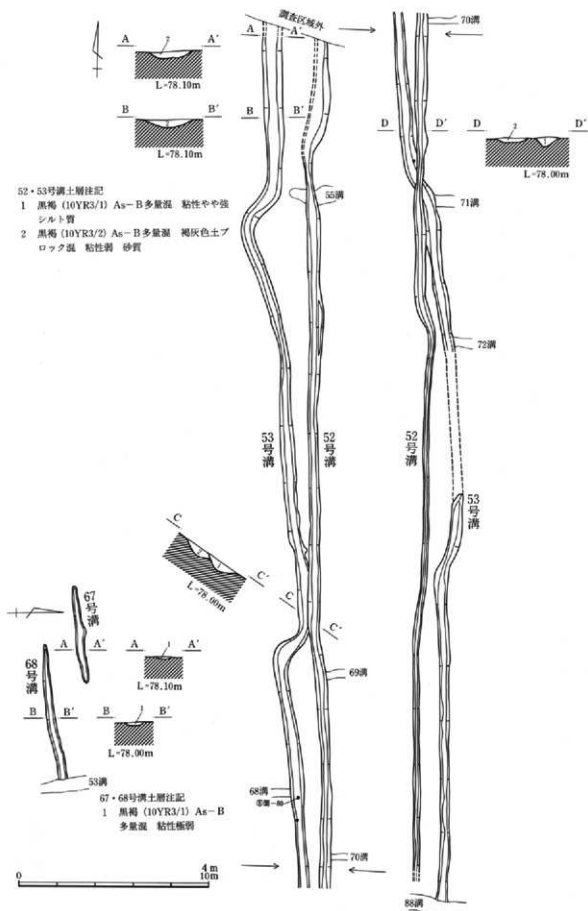 調査区域外
A A′
2
L=78.10m
B B′
L=78.10m
52・53号溝土層注記
1 黒褐 (10YR3/1) As－B多量混 粘性やや強
シルト質
2 黒褐 (10YR3/2) As－B多量混 褐灰色土ブ
ロック混 粘性弱 砂質
A A′
B B′
55溝
53号溝
52号溝
C C′
L=78.00m
C C′
69溝
68溝
70溝
70溝
D D′
D D′
2 1
L=78.00m
71溝
72溝
52号溝
53号溝
88溝
67号溝
A A′
A A′
1
L=78.10m
68号溝
B B′
B B′
1
L=78.00m
53溝
67・68号溝土層注記
1 黒褐 (10YR3/1) As－B
多量混 粘性極弱
0 4m
10m